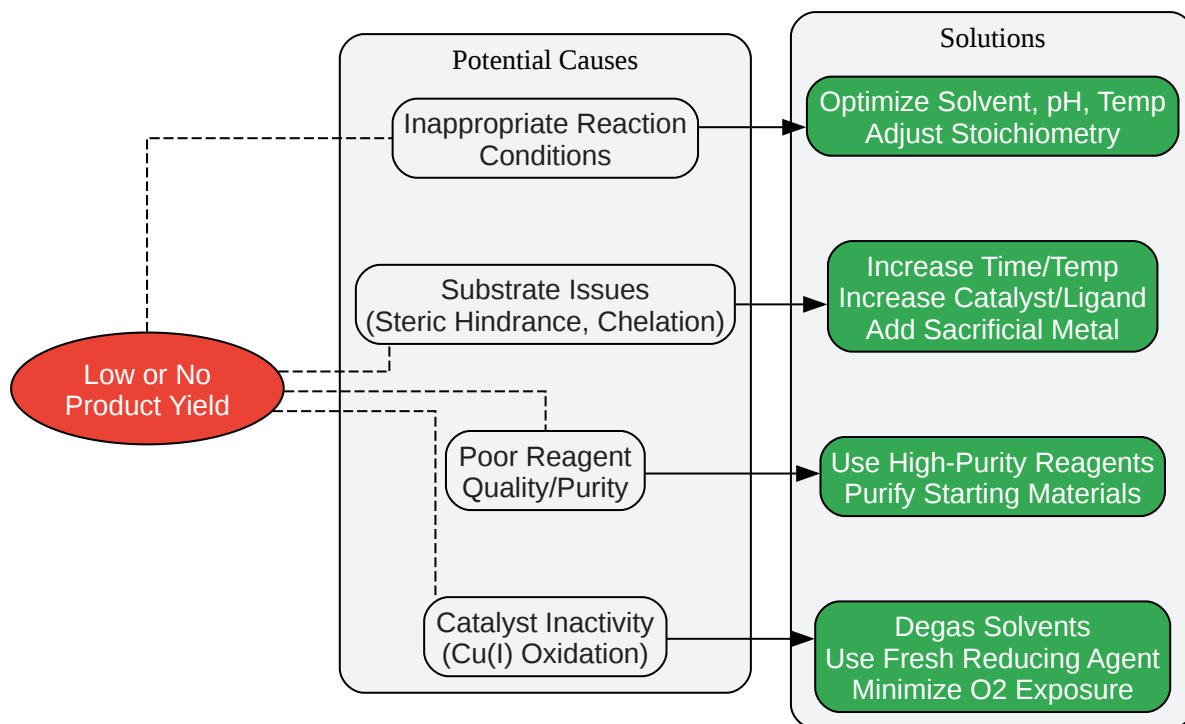 Potential Causes
Solutions
Inappropriate Reaction
Conditions
Optimize Solvent, pH, Temp
Adjust Stoichiometry
Substrate Issues
(Steric Hindrance, Chelation)
Increase Time/Temp
Increase Catalyst/Ligand
Add Sacrificial Metal
Low or No
Product Yield
Poor Reagent
Quality/Purity
Use High-Purity Reagents
Purify Starting Materials
Catalyst Inactivity
(Cu(I) Oxidation)
Degas Solvents
Use Fresh Reducing Agent
Minimize O2 Exposure